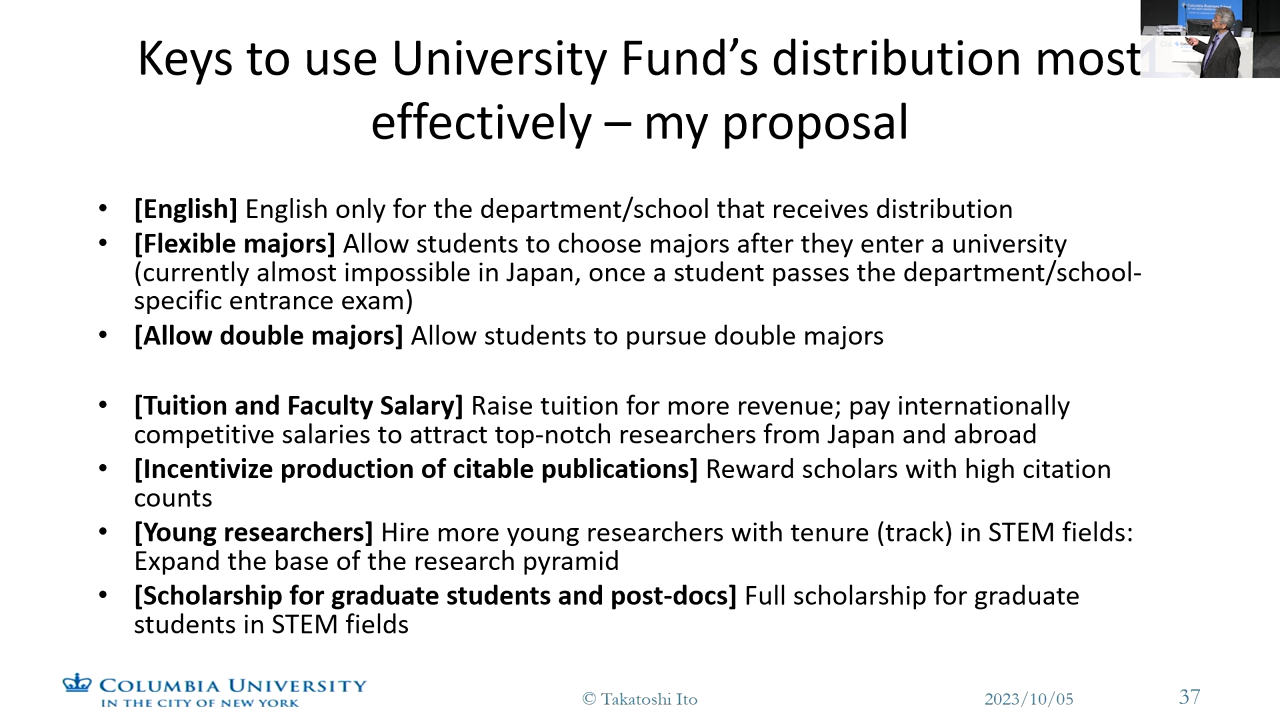 Keys to use University Fund’s distribution most
effectively – my proposal
• [English] English only for the department/school that receives distribution
• [Flexible majors] Allow students to choose majors after they enter a university
(currently almost impossible in Japan, once a student passes the department/school-
specific entrance exam)
• [Allow double majors] Allow students to pursue double majors
• [Tuition and Faculty Salary] Raise tuition for more revenue; pay internationally
competitive salaries to attract top-notch researchers from Japan and abroad
• [Incentivize production of citable publications] Reward scholars with high citation
counts
• [Young researchers] Hire more young researchers with tenure (track) in STEM fields:
Expand the base of the research pyramid
• [Scholarship for graduate students and post-docs] Full scholarship for graduate
students in STEM fields
COLUMBIA UNIVERSITY
IN THE CITY OF NEW YORK
© Takatoshi Ito
2023/10/05
37